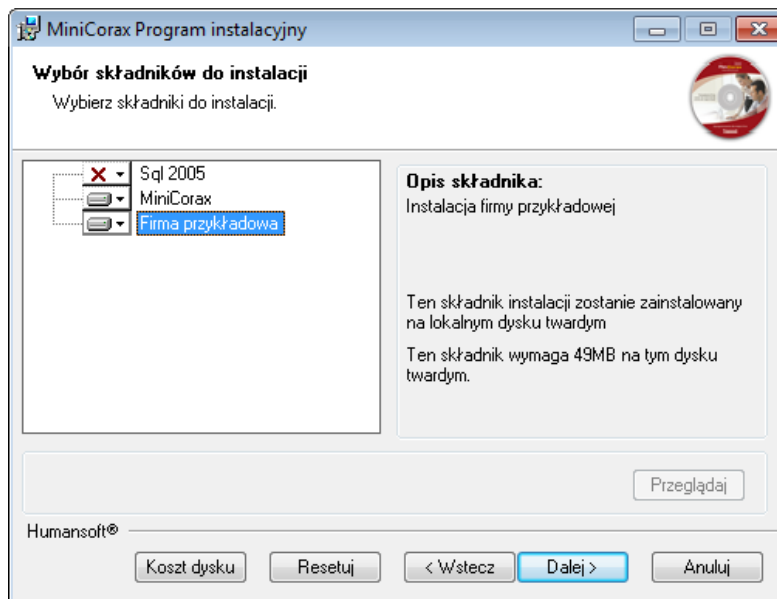 MiniCorax Program instalacyjny
Wybór składników do instalacji
Wybierz składniki do instalacji.
Sql 2005
MiniCorax
Firma przykładowa
Opis składnika:
Instalacja firmy przykładowej
Ten składnik instalacji zostanie zainstalowany
na lokalnym dysku twardym
Ten składnik wymaga 49MB na tym dysku
twardym.
Przeglądaj
Humansoft®
Koszt dysku
Resetuj
< Wstecz
Dalej >
Anuluj